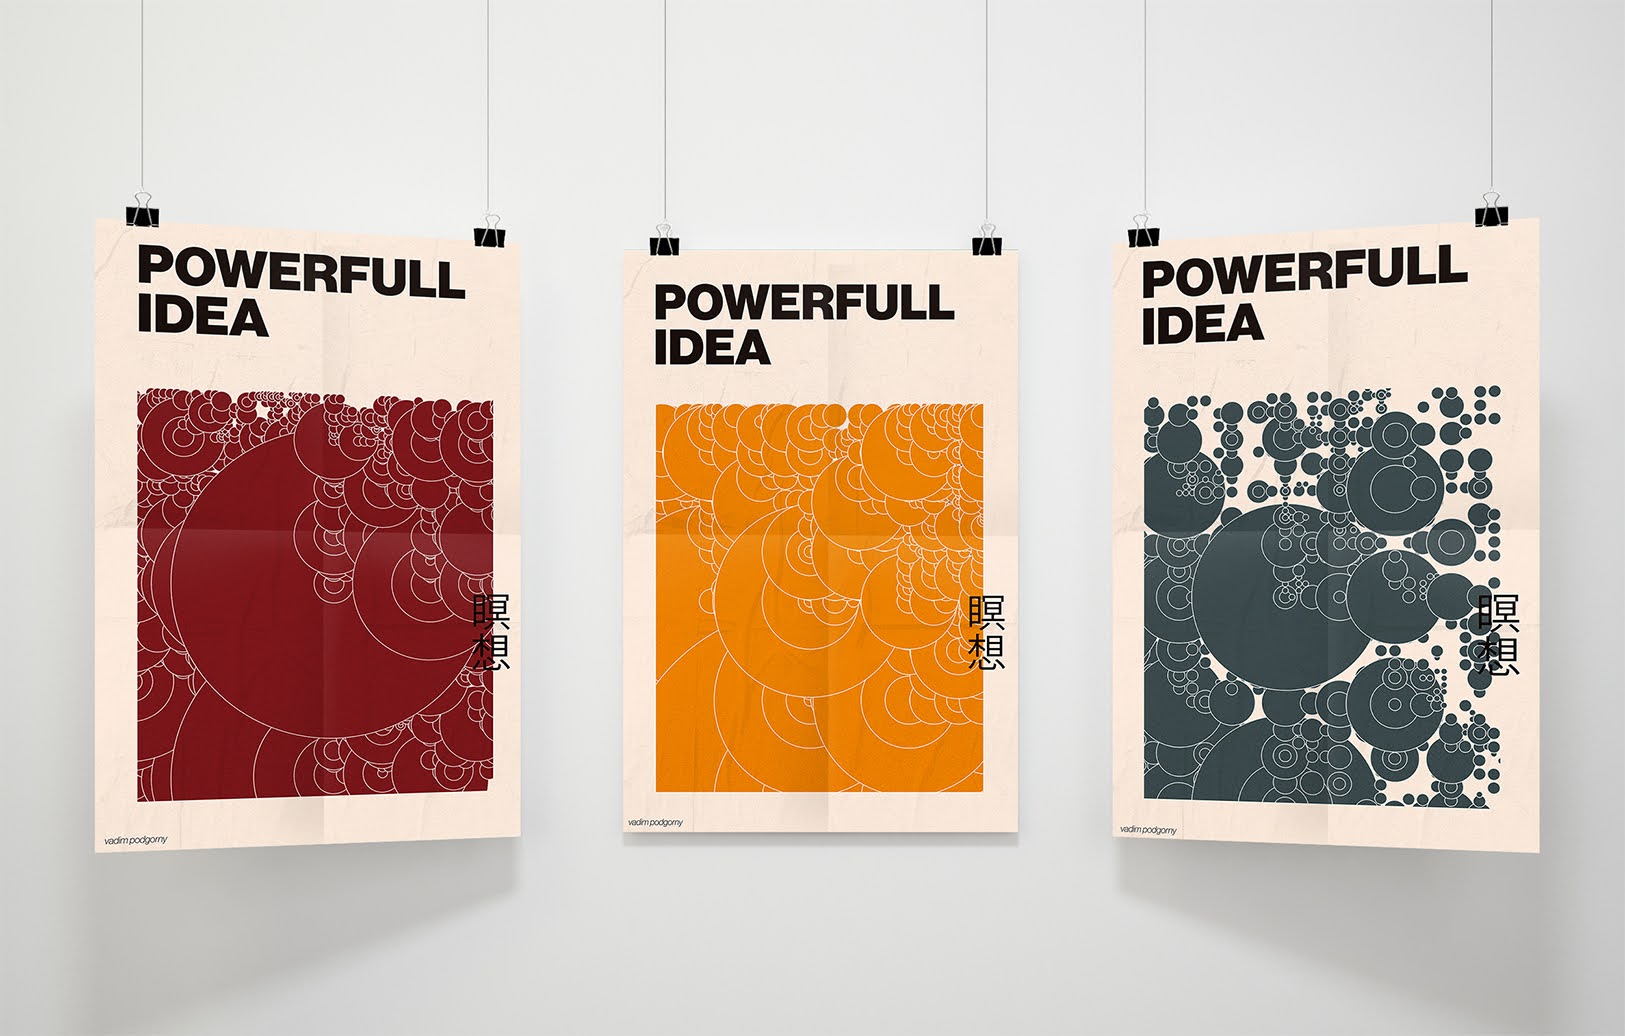 POWERFULL
IDEA
瞑
想
vadim podgorny
POWERFULL
IDEA
瞑
想
vadim podgorny
POWERFULL
IDEA
瞑
想
vadim podgorny